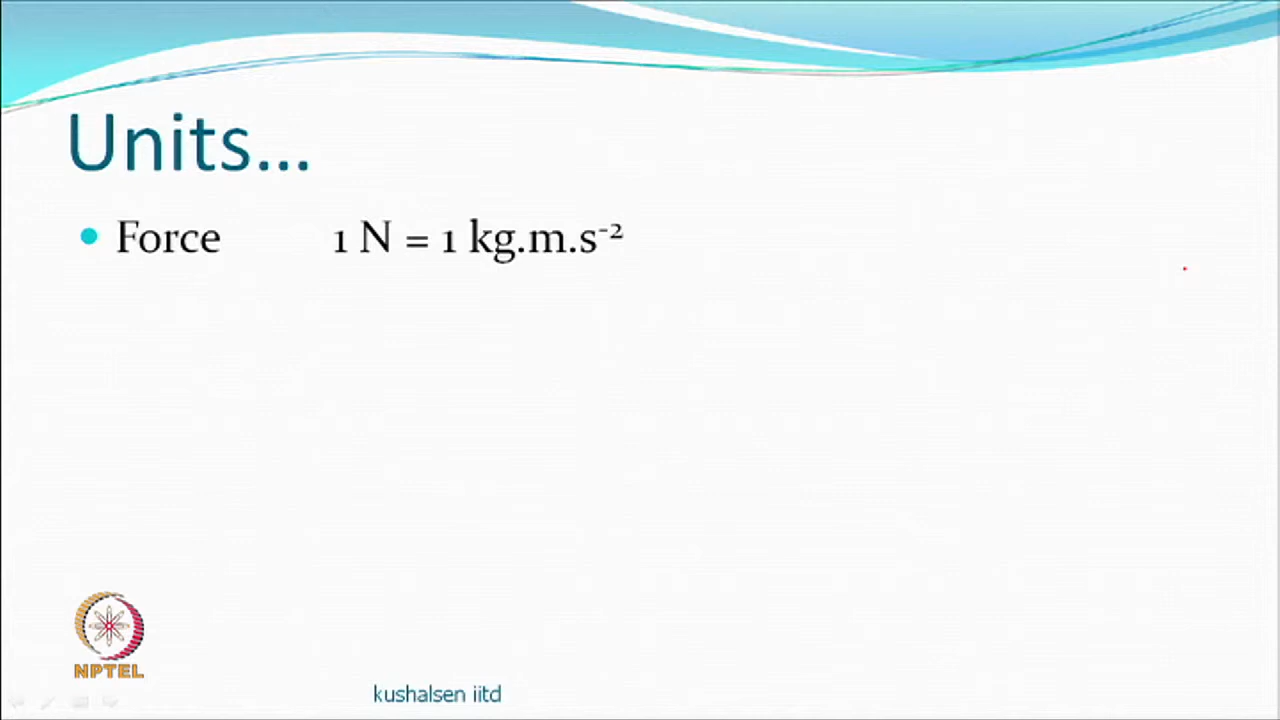 Units...
• Force 1 N = 1 kg.m.s⁻²
NPTEL
kushalsen iitd